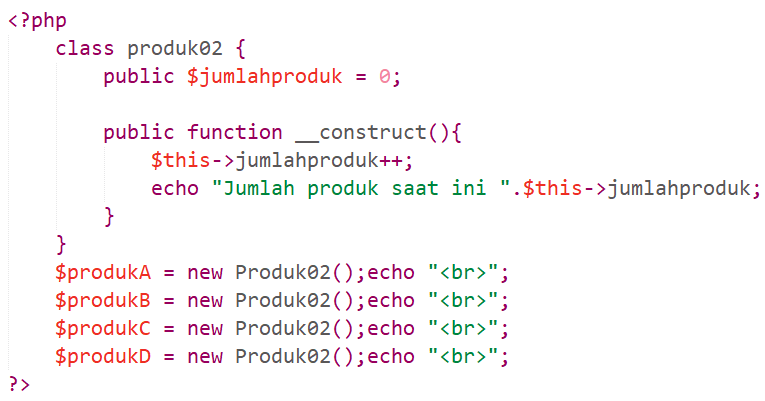 <?php
    class produk02 {
        public $jumlahproduk = 0;

        public function __construct(){
            $this->jumlahproduk++;
            echo "Jumlah produk saat ini ".$this->jumlahproduk;
        }
    }
    $produkA = new Produk02();echo "<br>";
    $produkB = new Produk02();echo "<br>";
    $produkC = new Produk02();echo "<br>";
    $produkD = new Produk02();echo "<br>";
?>